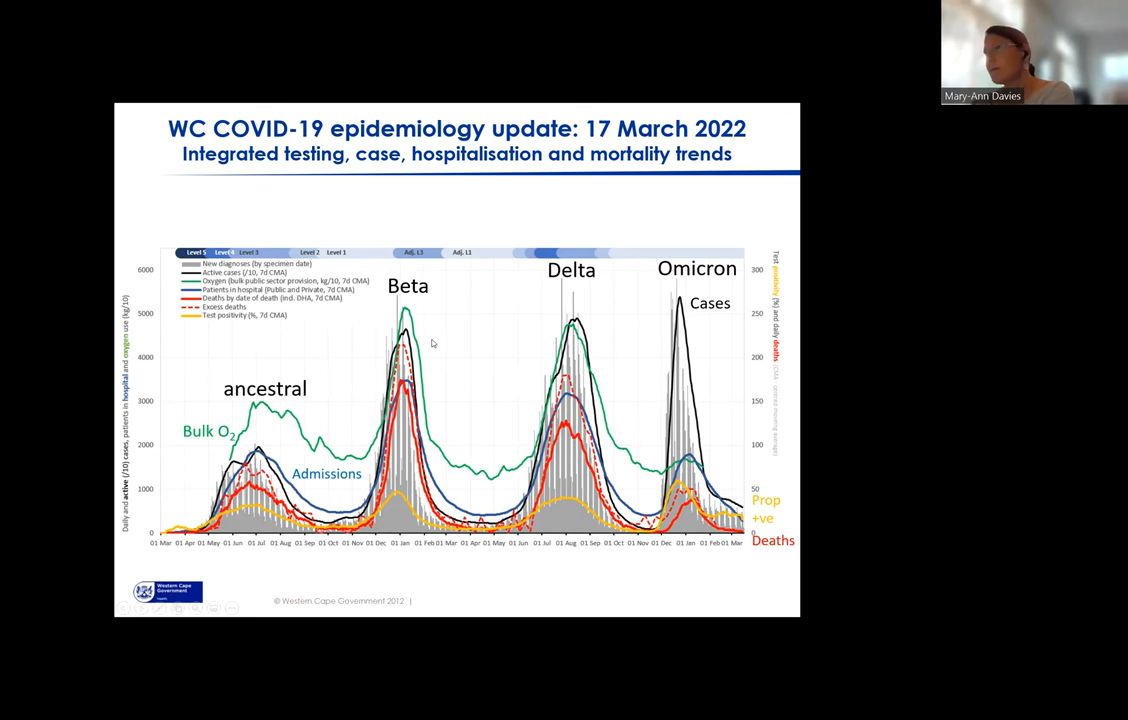 Mary-Ann Davies
WC COVID-19 epidemiology update: 17 March 2022
Integrated testing, case, hospitalisation and mortality trends
Level 5 Level 4 Level 3 Level 2 Level 1 Adj. L3 Adj. L1
New diagnoses (by specimen date)
Active cases (/10, 7d CMA)
Oxygen (bulk public sector provision, kg/10, 7d CMA)
Patients in hospital (Public and Private, 7d CMA)
Deaths by date of death (incl. DHA, 7d CMA)
Excess deaths
Test positivity (%, 7d CMA)
ancestral
Beta
Delta
Omicron
Cases
Bulk O2
Admissions
Prop
+ve
Deaths
Daily and active (/10) cases, patients in hospital and oxygen use (kg/10)
6000
5000
4000
3000
2000
1000
0
300
250
200
150
100
50
0
Test positivity (%) and daily deaths (CMA - centred moving average)
01 Mar 01 Apr 01 May 01 Jun 01 Jul 01 Aug 01 Sep 01 Oct 01 Nov 01 Dec 01 Jan 01 Feb 01 Mar 01 Apr 01 May 01 Jun 01 Jul 01 Aug 01 Sep 01 Oct 01 Nov 01 Dec 01 Jan 01 Feb 01 Mar
Western Cape
Government
© Western Cape Government 2012 |